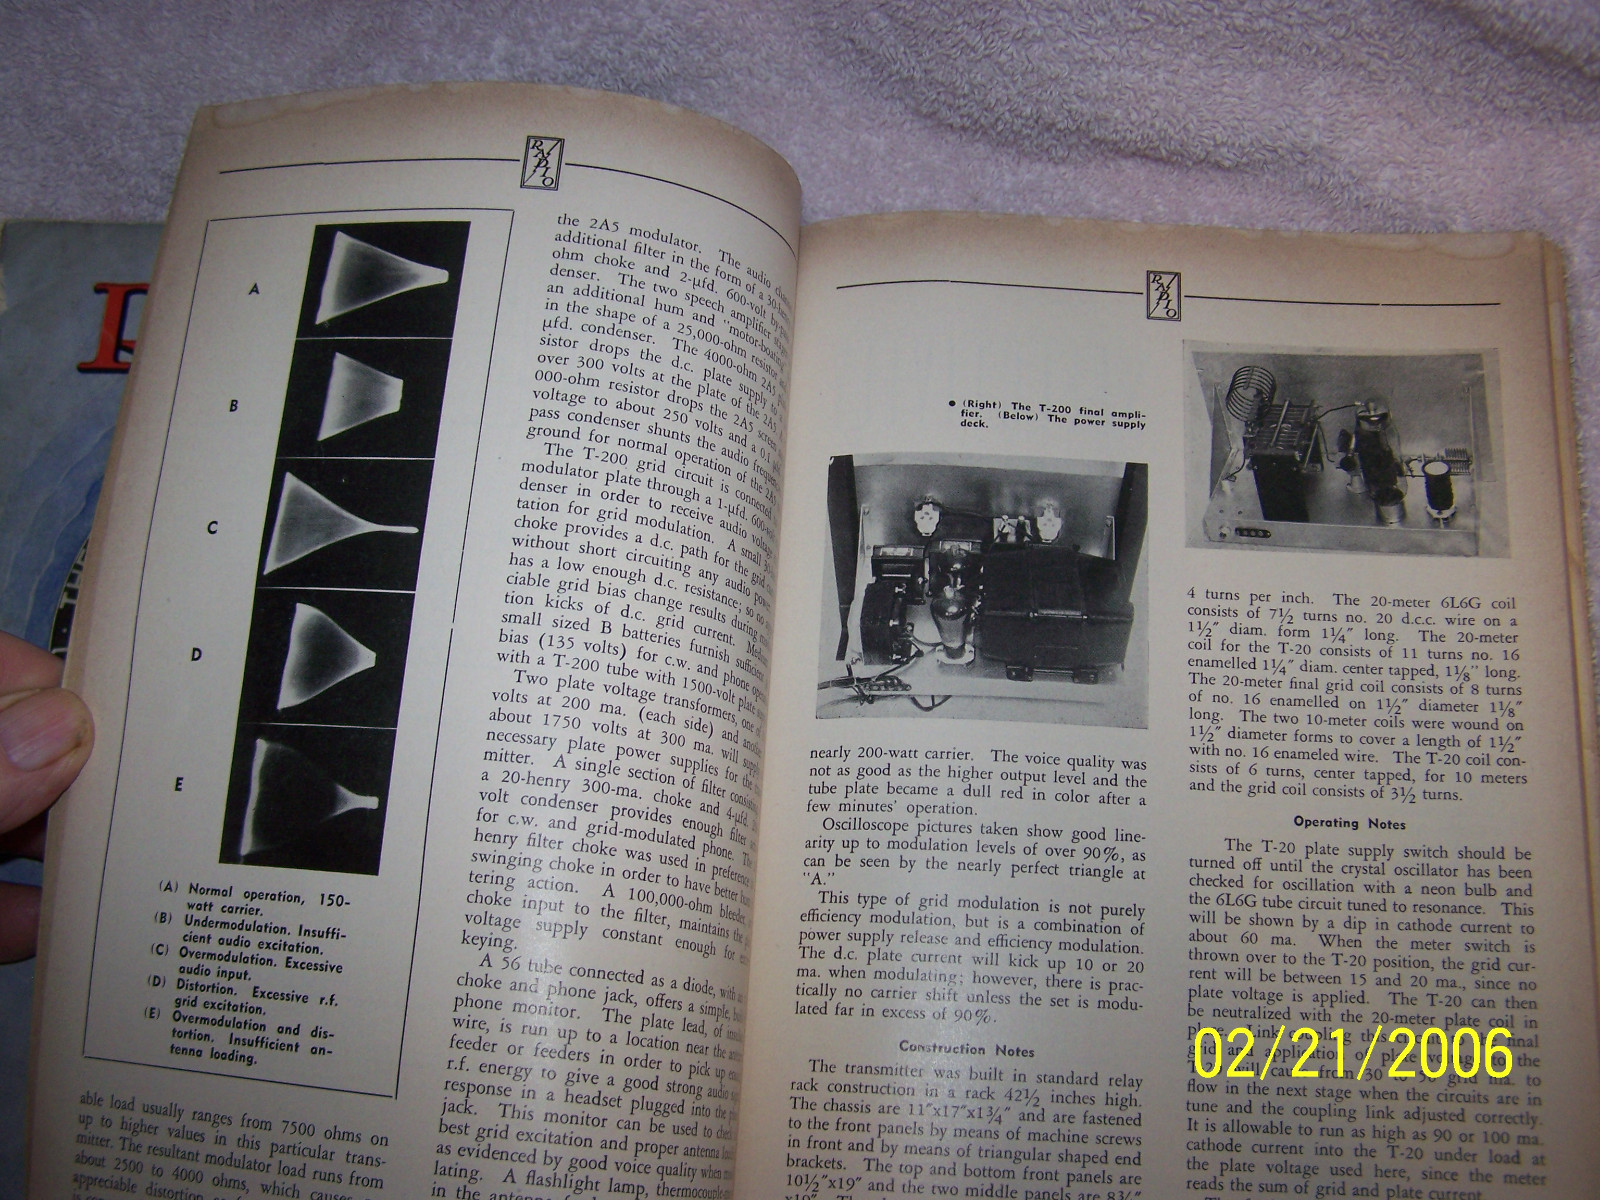 RADIO
A
B
C
D
E
(A) Normal operation, 150-
watt carrier.
(B) Undermodulation. Insuffi-
cient audio excitation.
(C) Overmodulation. Excessive
audio input.
(D) Distortion. Excessive r.f.
grid excitation.
(E) Overmodulation and dis-
tortion. Insufficient an-
tenna loading.
able load usually ranges from 7500 ohms on
up to higher values in this particular trans-
mitter. The resultant modulator load runs from
about 2500 to 4000 ohms, which causes
appreciable distortion
the 2A5 modulator. The audio
additional filter in the form of a 30-
ohm choke and 2-µfd. 600-volt
denser. The two speech amplifier
an additional hum and "motor-
in the shape of a 25,000-ohm resistor
µfd. condenser. The 4000-ohm 2A5
sistor drops the d.c. plate supply to
over 300 volts at the plate of the 2A5.
000-ohm resistor drops the 2A5 screen
voltage to about 250 volts and a 0.1
pass condenser shunts the audio
ground for normal operation of the 2A5.
The T-200 grid circuit is connected
modulator plate through a 1-µfd. 600-
denser in order to receive audio voltage
tation for grid modulation. A small 30-
choke provides a d.c. path for the grid
without short circuiting any audio
has a low enough d.c. resistance; so no
ciable grid bias change results during
tion kicks of d.c. grid current.
small sized B batteries furnish sufficient
bias (135 volts) for c.w. and phone
with a T-200 tube with 1500-volt plate
Two plate voltage transformers, one
volts at 200 ma. (each side) and
about 1750 volts at 300 ma. will supply
necessary plate power supplies for the
mitter. A single section of filter
a 20-henry 300-ma. choke and 4-µfd.
volt condenser provides enough filter
for c.w. and grid-modulated phone.
henry filter choke was used in preference
swinging choke in order to have better
tering action. A 100,000-ohm bleeder,
choke input to the filter, maintains the
voltage supply constant enough for
keying.
A 56 tube connected as a diode, with
choke and phone jack, offers a simple,
phone monitor. The plate lead, of
wire, is run up to a location near the
feeder or feeders in order to pick up
r.f. energy to give a good strong audio
response in a headset plugged into the
jack. This monitor can be used to
best grid excitation and proper antenna
as evidenced by good voice quality when
lating. A flashlight lamp,
in the antenna
RADIO
• (Right) The T-200 final ampli-
fier. (Below) The power supply
deck.
nearly 200-watt carrier. The voice quality was
not as good as the higher output level and the
tube plate became a dull red in color after a
few minutes' operation.
Oscilloscope pictures taken show good line-
arity up to modulation levels of over 90%, as
can be seen by the nearly perfect triangle at
"A."
This type of grid modulation is not purely
efficiency modulation, but is a combination of
power supply release and efficiency modulation.
The d.c. plate current will kick up 10 or 20
ma. when modulating; however, there is prac-
tically no carrier shift unless the set is modu-
lated far in excess of 90%.
Construction Notes
The transmitter was built in standard relay
rack construction in a rack 42½ inches high.
The chassis are 11"x17"x1¾" and are fastened
to the front panels by means of machine screws
in front and by means of triangular shaped end
brackets. The top and bottom front panels are
10½"x19" and the two middle panels are 8¾"
4 turns per inch. The 20-meter 6L6G coil
consists of 7½ turns no. 20 d.c.c. wire on a
1½" diam. form 1¼" long. The 20-meter
coil for the T-20 consists of 11 turns no. 16
enamelled 1¼" diam. center tapped, 1⅛" long.
The 20-meter final grid coil consists of 8 turns
of no. 16 enamelled on 1½" diameter 1⅛"
long. The two 10-meter coils were wound on
1½" diameter forms to cover a length of 1½"
with no. 16 enameled wire. The T-20 coil con-
sists of 6 turns, center tapped, for 10 meters
and the grid coil consists of 3½ turns.
Operating Notes
The T-20 plate supply switch should be
turned off until the crystal oscillator has been
checked for oscillation with a neon bulb and
the 6L6G tube circuit tuned to resonance. This
will be shown by a dip in cathode current to
about 60 ma. When the meter switch is
thrown over to the T-20 position, the grid cur-
rent will be between 15 and 20 ma., since no
plate voltage is applied. The T-20 can then
be neutralized with the 20-meter plate coil in
final
grid and application of the
T-20 will cause from 30 to grid ma. to
flow in the next stage when the circuits are in
tune and the coupling link adjusted correctly.
It is allowable to run as high as 90 or 100 ma.
cathode current into the T-20 under load at
the plate voltage used here, since the meter
reads the sum of grid and plate current.
02/21/2006